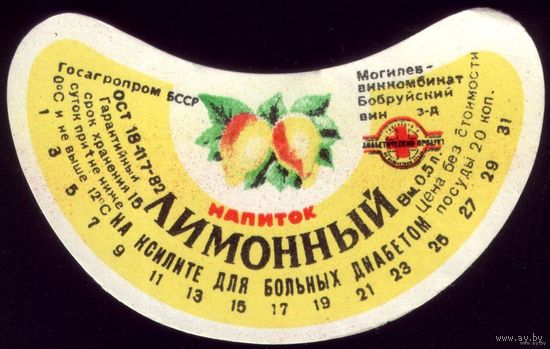 Госагропром БССР
ОСТ 18-117-82
Гарантийный
срок хранения 15
суток при t не ниже
0°С и не выше 12°С
Могилев-
винкомбинат
Бобруйский
вин з-д
ДИАБЕТИЧЕСКИЙ ПРОДУКТ
Вм. 0,5 л.
Цена без стоимости
посуды 20 коп.
НАПИТОК
ЛИМОННЫЙ
НА КСИЛИТЕ ДЛЯ БОЛЬНЫХ ДИАБЕТОМ
1 3 5 7 9 11 13 15 17 19 21 23 25 27 29 31
www.ay.by